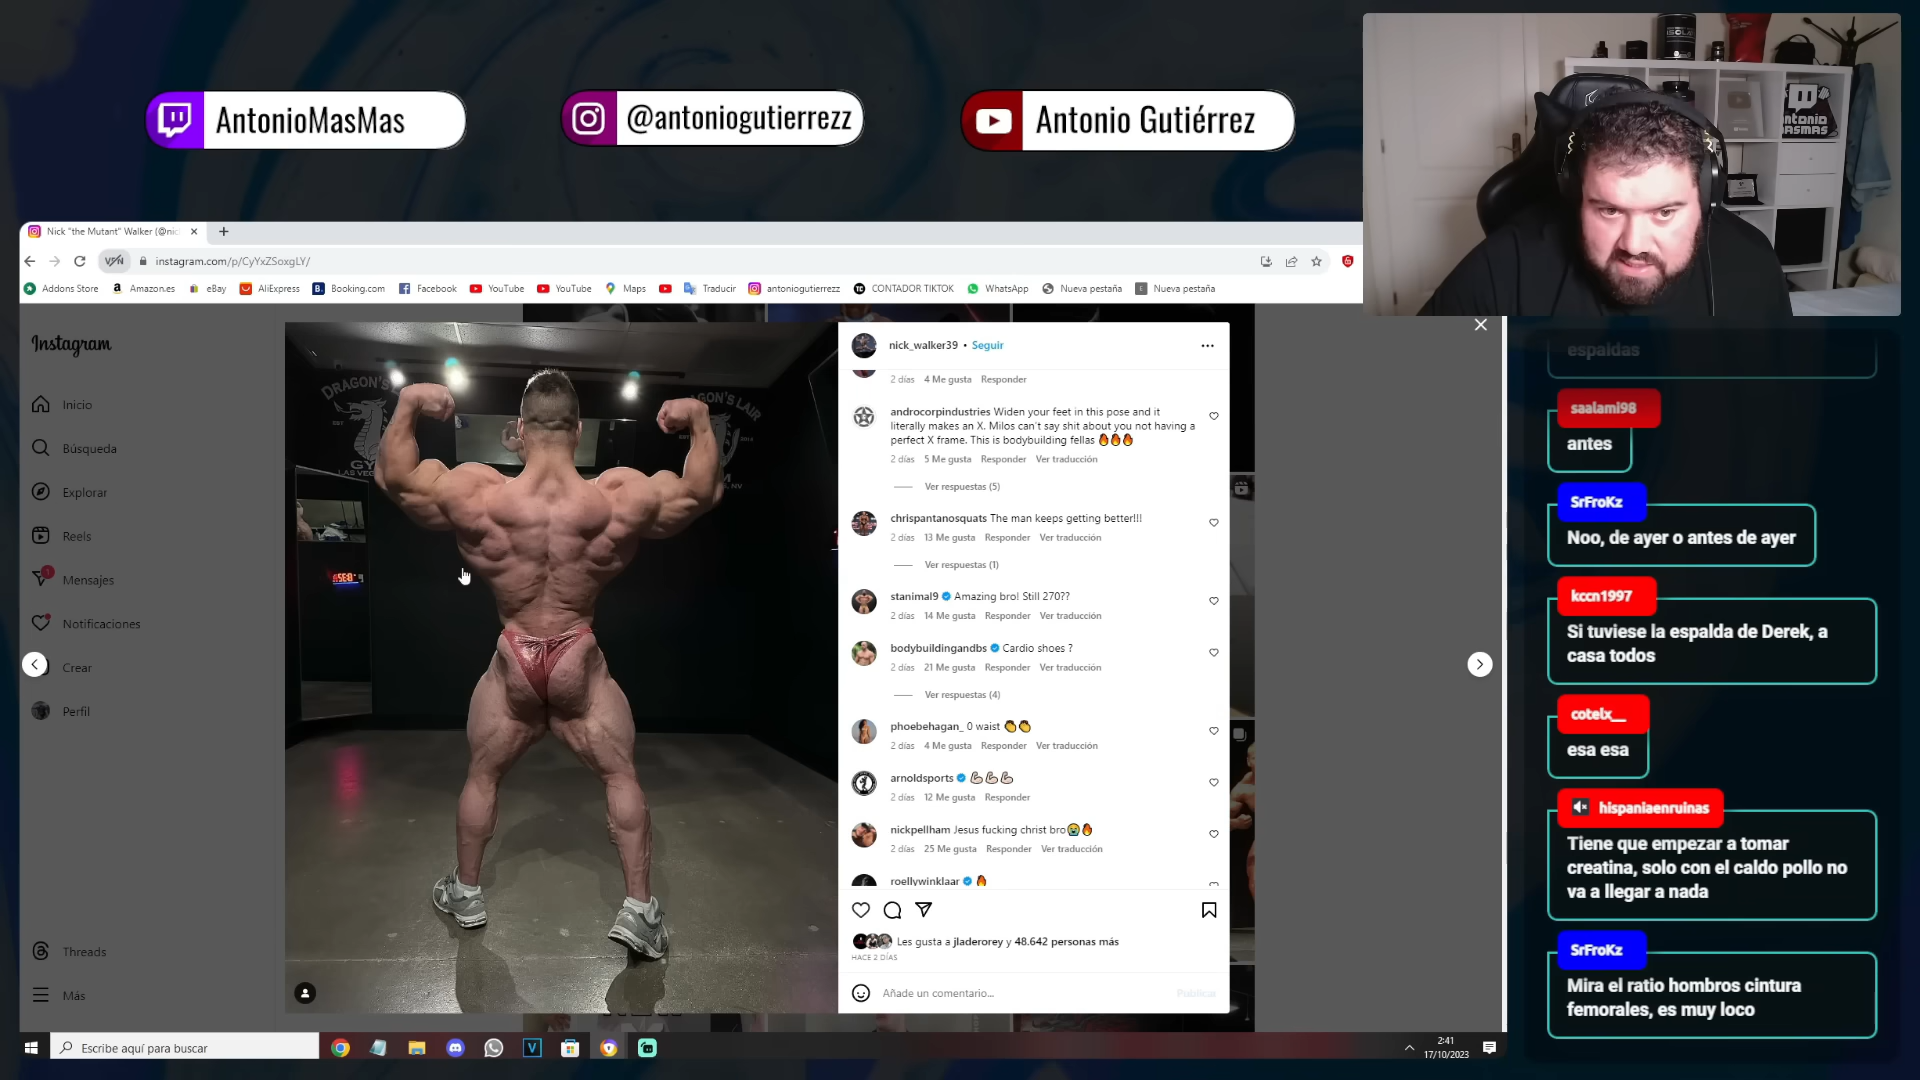 AntonioMasMas
@antoniogutierrezz
Antonio Gutiérrez
antonio
MASMAS
Nick "the Mutant" Walker (@nic
VPN
instagram.com/p/CyYxZSoxgLY/
Addons Store
Amazon.es
eBay
AliExpress
Booking.com
Facebook
YouTube
YouTube
Maps
Traducir
antoniogutierrezz
CONTADOR TIKTOK
WhatsApp
Nueva pestaña
Nueva pestaña
Instagram
Inicio
Búsqueda
Explorar
Reels
1
Mensajes
Notificaciones
Crear
Perfil
Threads
Más
DRAGON'S
GY
LAS VEG
AGON'S LAIR
nick_walker39 • Seguir
2 días 4 Me gusta Responder
androcorpindustries Widen your feet in this pose and it
literally makes an X. Milos can't say shit about you not having a
perfect X frame. This is bodybuilding fellas 🔥🔥🔥
2 días 5 Me gusta Responder Ver traducción
Ver respuestas (5)
chrispantanosquats The man keeps getting better!!!
2 días 13 Me gusta Responder Ver traducción
Ver respuestas (1)
stanimal9 Amazing bro! Still 270??
2 días 14 Me gusta Responder Ver traducción
bodybuildingandbs Cardio shoes ?
2 días 21 Me gusta Responder Ver traducción
Ver respuestas (4)
phoebehagan_ 0 waist 👏👏
2 días 4 Me gusta Responder Ver traducción
arnoldsports 💪🏻💪🏻💪🏻
2 días 12 Me gusta Responder
nickpellham Jesus fucking christ bro😭🔥
2 días 25 Me gusta Responder Ver traducción
roellywinklaar 🔥
Les gusta a jladerorey y 48.642 personas más
HACE 2 DÍAS
Añade un comentario...
Publicar
espaldas
saalami98
antes
SrFroKz
Noo, de ayer o antes de ayer
kccn1997
Si tuviese la espalda de Derek, a
casa todos
cotelx__
esa esa
hispaniaenruinas
Tiene que empezar a tomar
creatina, solo con el caldo pollo no
va a llegar a nada
SrFroKz
Mira el ratio hombros cintura
femorales, es muy loco
Escribe aquí para buscar
2:41
17/10/2023